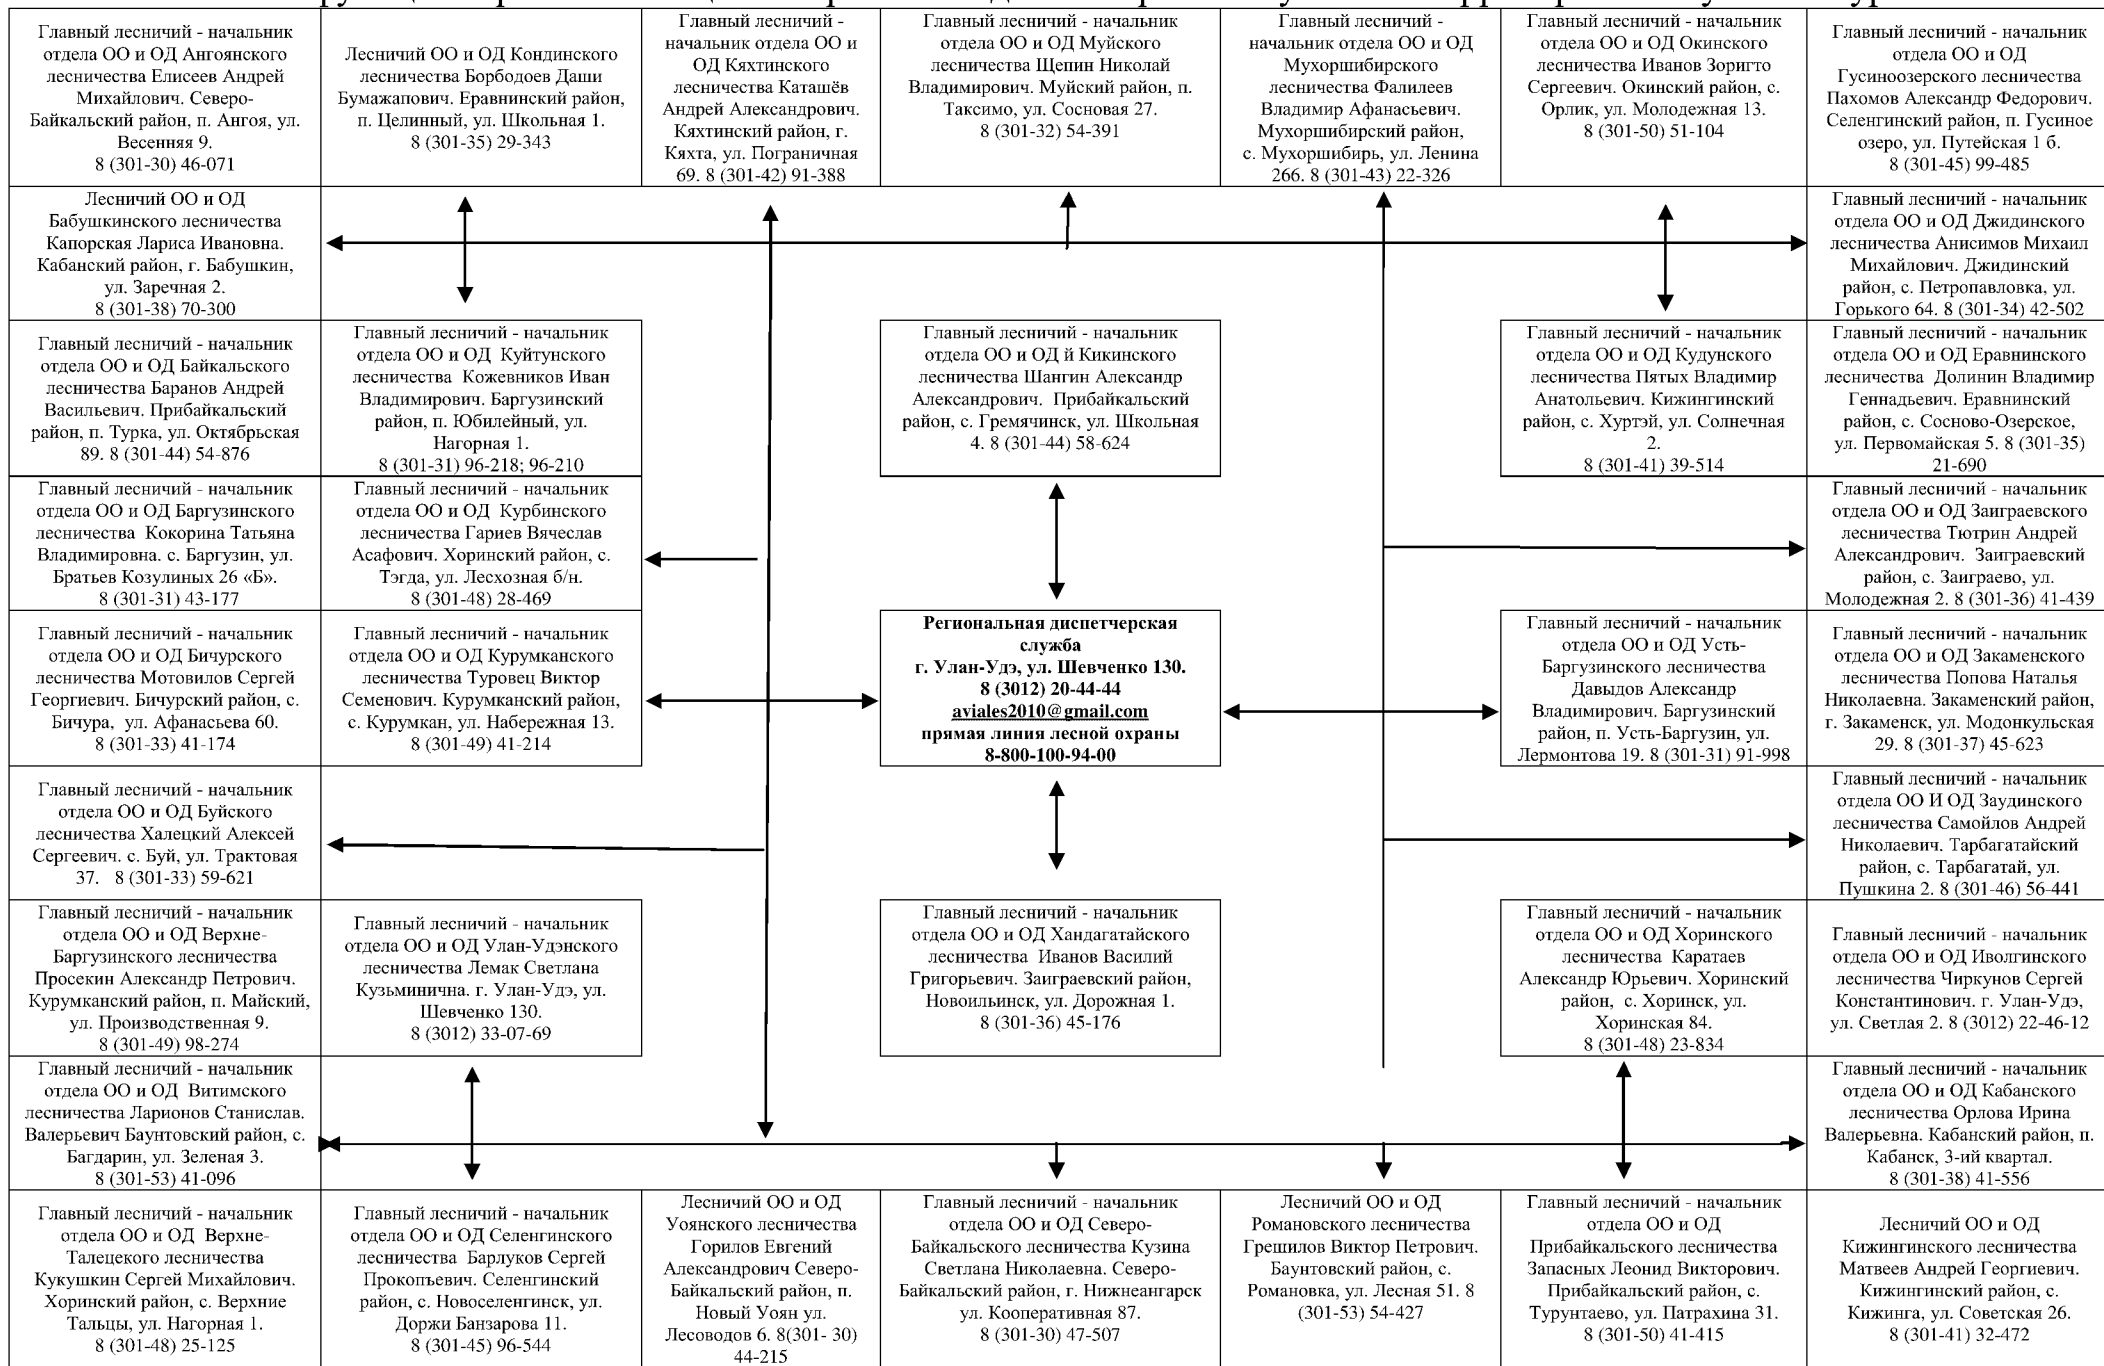 Главный лесничий - начальник
отдела ОО и ОД Ангоянского
лесничества Елисеев Андрей
Михайлович. Северо-
Байкальский район, п. Ангоя, ул.
Весенняя 9.
8 (301-30) 46-071
Лесничий ОО и ОД Кондинского
лесничества Борбодоев Даши
Бумажапович. Еравнинский район,
п. Целинный, ул. Школьная 1.
8 (301-35) 29-343
Главный лесничий -
начальник отдела ОО и
ОД Кяхтинского
лесничества Каташёв
Андрей Александрович.
Кяхтинский район, г.
Кяхта, ул. Пограничная
69. 8 (301-42) 91-388
Главный лесничий - начальник
отдела ОО и ОД Муйского
лесничества Щепин Николай
Владимирович. Муйский район, п.
Таксимо, ул. Сосновая 27.
8 (301-32) 54-391
Главный лесничий -
начальник отдела ОО и ОД
Мухоршибирского
лесничества Фалилеев
Владимир Афанасьевич.
Мухоршибирский район,
с. Мухоршибирь, ул. Ленина
266. 8 (301-43) 22-326
Главный лесничий - начальник
отдела ОО и ОД Окинского
лесничества Иванов Зоригто
Сергеевич. Окинский район, с.
Орлик, ул. Молодежная 13.
8 (301-50) 51-104
Главный лесничий - начальник
отдела ОО и ОД
Гусиноозерского лесничества
Пахомов Александр Федорович.
Селенгинский район, п. Гусиное
озеро, ул. Путейская 1 б.
8 (301-45) 99-485
Лесничий ОО и ОД
Бабушкинского лесничества
Капорская Лариса Ивановна.
Кабанский район, г. Бабушкин,
ул. Заречная 2.
8 (301-38) 70-300
Главный лесничий - начальник
отдела ОО и ОД Джидинского
лесничества Анисимов Михаил
Михайлович. Джидинский
район, с. Петропавловка, ул.
Горького 64. 8 (301-34) 42-502
Главный лесничий - начальник
отдела ОО и ОД Байкальского
лесничества Баранов Андрей
Васильевич. Прибайкальский
район, п. Турка, ул. Октябрьская
89. 8 (301-44) 54-876
Главный лесничий - начальник
отдела ОО и ОД Куйтунского
лесничества Кожевников Иван
Владимирович. Баргузинский
район, п. Юбилейный, ул.
Нагорная 1.
8 (301-31) 96-218; 96-210
Главный лесничий - начальник
отдела ОО и ОД й Кикинского
лесничества Шангин Александр
Александрович. Прибайкальский
район, с. Гремячинск, ул. Школьная
4. 8 (301-44) 58-624
Главный лесничий - начальник
отдела ОО и ОД Кудунского
лесничества Пятых Владимир
Анатольевич. Кижингинский
район, с. Хуртэй, ул. Солнечная
2.
8 (301-41) 39-514
Главный лесничий - начальник
отдела ОО и ОД Еравнинского
лесничества Долинин Владимир
Геннадьевич. Еравнинский
район, с. Сосново-Озерское,
ул. Первомайская 5. 8 (301-35)
21-690
Главный лесничий - начальник
отдела ОО и ОД Баргузинского
лесничества Кокорина Татьяна
Владимировна. с. Баргузин, ул.
Братьев Козулиных 26 «Б».
8 (301-31) 43-177
Главный лесничий - начальник
отдела ОО и ОД Курбинского
лесничества Гариев Вячеслав
Асафович. Хоринский район, с.
Тэгда, ул. Лесхозная б/н.
8 (301-48) 28-469
Главный лесничий - начальник
отдела ОО и ОД Заиграевского
лесничества Тютрин Андрей
Александрович. Заиграевский
район, с. Заиграево, ул.
Молодежная 2. 8 (301-36) 41-439
Главный лесничий - начальник
отдела ОО и ОД Бичурского
лесничества Мотовилов Сергей
Георгиевич. Бичурский район, с.
Бичура, ул. Афанасьева 60.
8 (301-33) 41-174
Главный лесничий - начальник
отдела ОО и ОД Курумканского
лесничества Туровец Виктор
Семенович. Курумканский район,
с. Курумкан, ул. Набережная 13.
8 (301-49) 41-214
Региональная диспетчерская
служба
г. Улан-Удэ, ул. Шевченко 130.
8 (3012) 20-44-44
aviales2010@gmail.com
прямая линия лесной охраны
8-800-100-94-00
Главный лесничий - начальник
отдела ОО и ОД Усть-
Баргузинского лесничества
Давыдов Александр
Владимирович. Баргузинский
район, п. Усть-Баргузин, ул.
Лермонтова 19. 8 (301-31) 91-998
Главный лесничий - начальник
отдела ОО и ОД Закаменского
лесничества Попова Наталья
Николаевна. Закаменский район,
г. Закаменск, ул. Модонкульская
29. 8 (301-37) 45-623
Главный лесничий - начальник
отдела ОО и ОД Буйского
лесничества Халецкий Алексей
Сергеевич. с. Буй, ул. Трактовая
37. 8 (301-33) 59-621
Главный лесничий - начальник
отдела ОО И ОД Заудинского
лесничества Самойлов Андрей
Николаевич. Тарбагатайский
район, с. Тарбагатай, ул.
Пушкина 2. 8 (301-46) 56-441
Главный лесничий - начальник
отдела ОО и ОД Верхне-
Баргузинского лесничества
Просекин Александр Петрович.
Курумканский район, п. Майский,
ул. Производственная 9.
8 (301-49) 98-274
Главный лесничий - начальник
отдела ОО и ОД Улан-Удэнского
лесничества Лемак Светлана
Кузьминична. г. Улан-Удэ, ул.
Шевченко 130.
8 (3012) 33-07-69
Главный лесничий - начальник
отдела ОО и ОД Хандагатайского
лесничества Иванов Василий
Григорьевич. Заиграевский район,
Новоильинск, ул. Дорожная 1.
8 (301-36) 45-176
Главный лесничий - начальник
отдела ОО и ОД Хоринского
лесничества Каратаев
Александр Юрьевич. Хоринский
район, с. Хоринск, ул.
Хоринская 84.
8 (301-48) 23-834
Главный лесничий - начальник
отдела ОО и ОД Иволгинского
лесничества Чиркунов Сергей
Константинович. г. Улан-Удэ,
ул. Светлая 2. 8 (3012) 22-46-12
Главный лесничий - начальник
отдела ОО и ОД Витимского
лесничества Ларионов Станислав.
Валерьевич Баунтовский район, с.
Багдарин, ул. Зеленая 3.
8 (301-53) 41-096
Главный лесничий - начальник
отдела ОО и ОД Кабанского
лесничества Орлова Ирина
Валерьевна. Кабанский район, п.
Кабанск, 3-ий квартал.
8 (301-38) 41-556
Главный лесничий - начальник
отдела ОО и ОД Верхне-
Талецекого лесничества
Кукушкин Сергей Михайлович.
Хоринский район, с. Верхние
Тальцы, ул. Нагорная 1.
8 (301-48) 25-125
Главный лесничий - начальник
отдела ОО и ОД Селенгинского
лесничества Барлуков Сергей
Прокопъевич. Селенгинский
район, с. Новоселенгинск, ул.
Доржи Банзарова 11.
8 (301-45) 96-544
Лесничий ОО и ОД
Уоянского лесничества
Горилов Евгений
Александрович Северо-
Байкальский район, п.
Новый Уоян ул.
Лесоводов 6. 8(301- 30)
44-215
Главный лесничий - начальник
отдела ОО и ОД Северо-
Байкальского лесничества Кузина
Светлана Николаевна. Северо-
Байкальский район, г. Нижнеангарск
ул. Кооперативная 87.
8 (301-30) 47-507
Лесничий ОО и ОД
Романовского лесничества
Грешилов Виктор Петрович.
Баунтовский район, с.
Романовка, ул. Лесная 51. 8
(301-53) 54-427
Главный лесничий - начальник
отдела ОО и ОД
Прибайкальского лесничества
Запасных Леонид Викторович.
Прибайкальский район, с.
Турунтаево, ул. Патрахина 31.
8 (301-50) 41-415
Лесничий ОО и ОД
Кижингинского лесничества
Матвеев Андрей Георгиевич.
Кижингинский район, с.
Кижинга, ул. Советская 26.
8 (301-41) 32-472